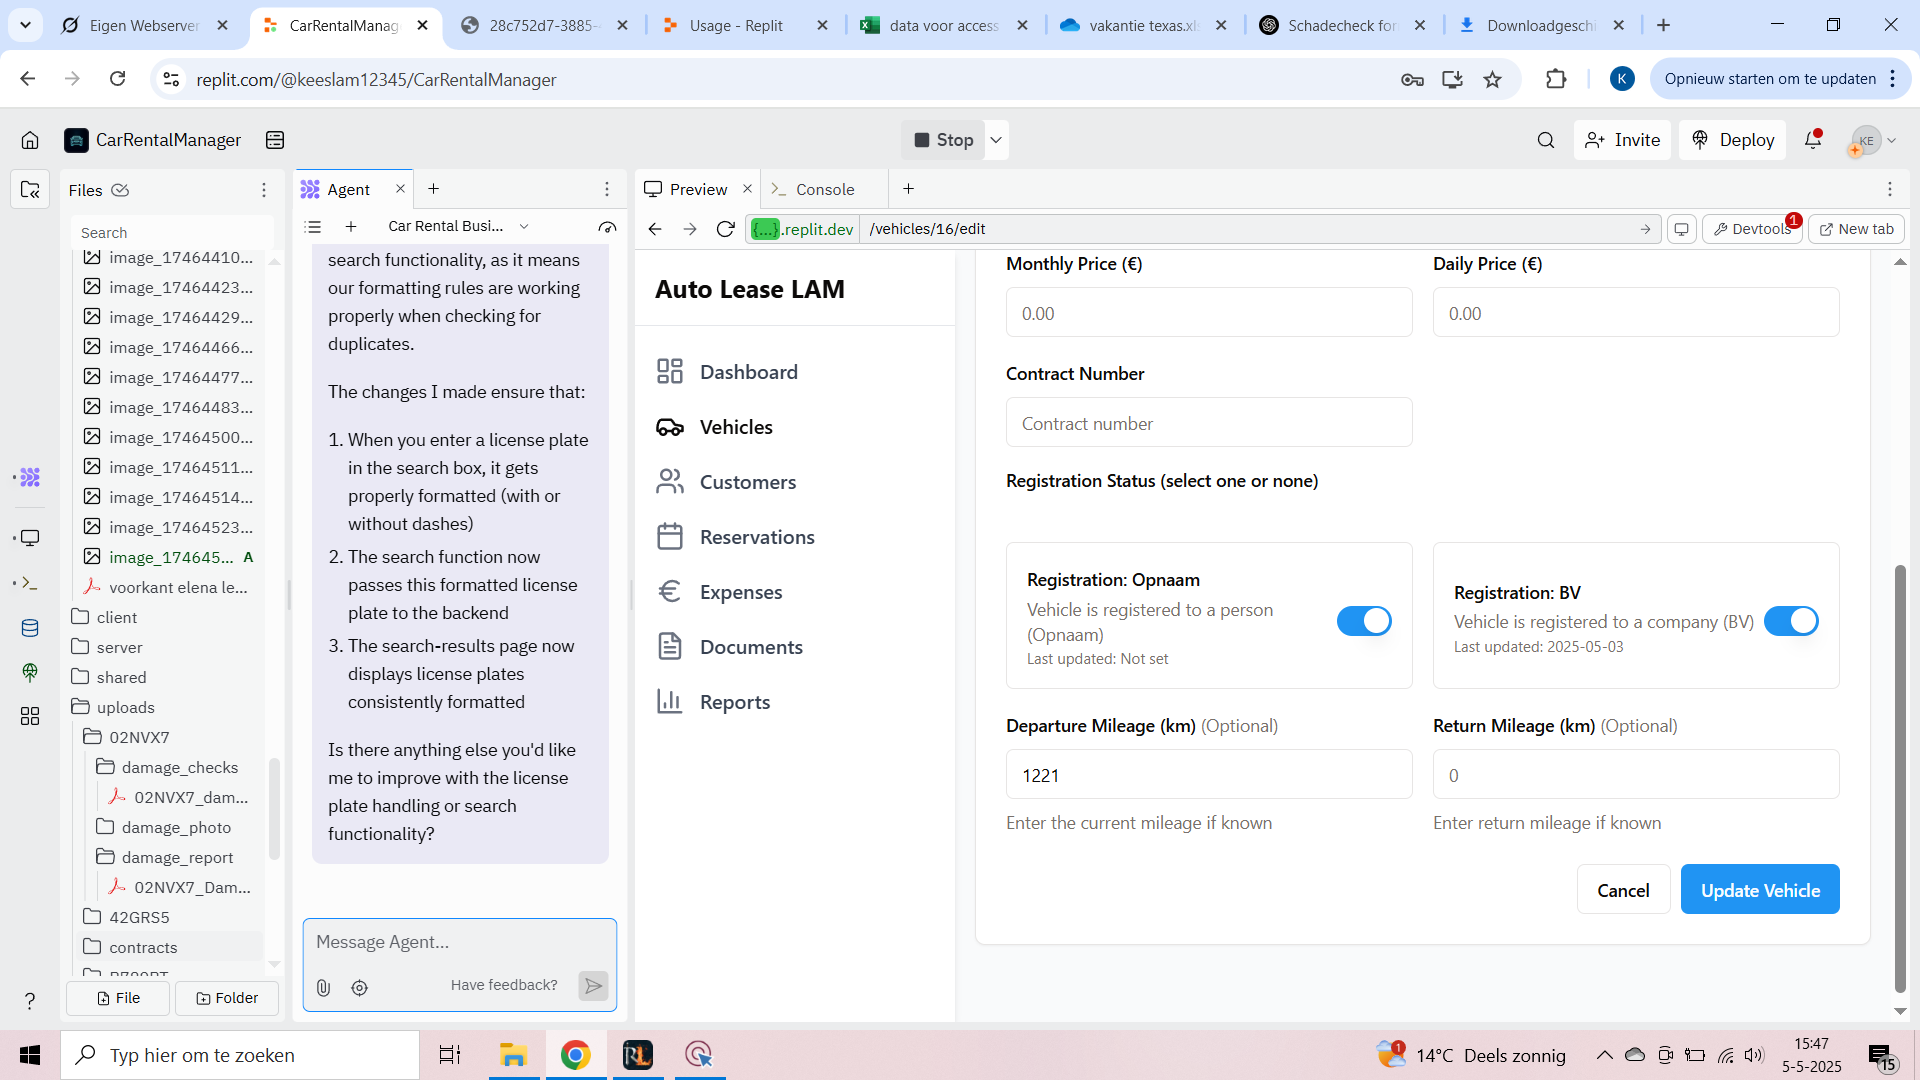 Eigen Webserver
CarRentalManag
28c752d7-3885-
Usage - Replit
data voor access
vakantie texas.xls
Schadecheck for
Downloadgeschi
replit.com/@keeslam12345/CarRentalManager
K
Opnieuw starten om te updaten
CarRentalManager
Stop
Invite
Deploy
KE
Files
Agent
Preview
Console
Search
Car Rental Busi...
{...}.replit.dev
/vehicles/16/edit
Devtools
1
New tab
image_17464410...
image_17464423...
image_17464429...
image_17464466...
image_17464477...
image_17464483...
image_17464500...
image_17464511...
image_17464514...
image_17464523...
image_174645... A
voorkant elena le...
client
server
shared
uploads
02NVX7
damage_checks
02NVX7_dam...
damage_photo
damage_report
02NVX7_Dam...
42GRS5
contracts
File
Folder
search functionality, as it means
our formatting rules are working
properly when checking for
duplicates.
The changes I made ensure that:
1. When you enter a license plate
in the search box, it gets
properly formatted (with or
without dashes)
2. The search function now
passes this formatted license
plate to the backend
3. The search-results page now
displays license plates
consistently formatted
Is there anything else you'd like
me to improve with the license
plate handling or search
functionality?
Message Agent...
Have feedback?
Auto Lease LAM
Dashboard
Vehicles
Customers
Reservations
Expenses
Documents
Reports
Monthly Price (€)
Daily Price (€)
0.00
0.00
Contract Number
Contract number
Registration Status (select one or none)
Registration: Opnaam
Vehicle is registered to a person
(Opnaam)
Last updated: Not set
Registration: BV
Vehicle is registered to a company (BV)
Last updated: 2025-05-03
Departure Mileage (km) (Optional)
Return Mileage (km) (Optional)
1221
0
Enter the current mileage if known
Enter return mileage if known
Cancel
Update Vehicle
Typ hier om te zoeken
RL
1
14°C Deels zonnig
15:47
5-5-2025
15